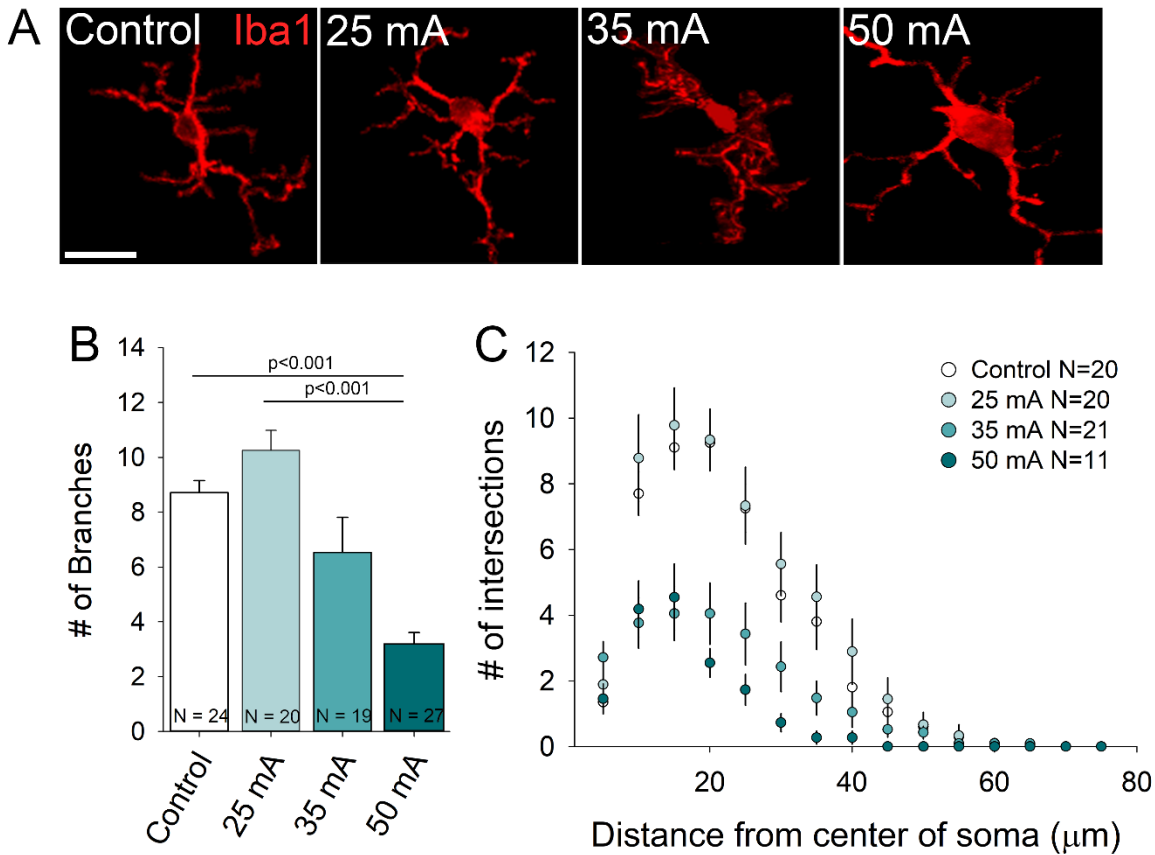 A
Control Iba1
25 mA
35 mA
50 mA
B
14
12
10
8
6
4
2
0
# of Branches
p<0.001
p<0.001
N = 24
N = 20
N = 19
N = 27
Control
25 mA
35 mA
50 mA
C
12
10
8
6
4
2
0
# of intersections
Control N=20
25 mA N=20
35 mA N=21
50 mA N=11
20
40
60
80
Distance from center of soma (μm)